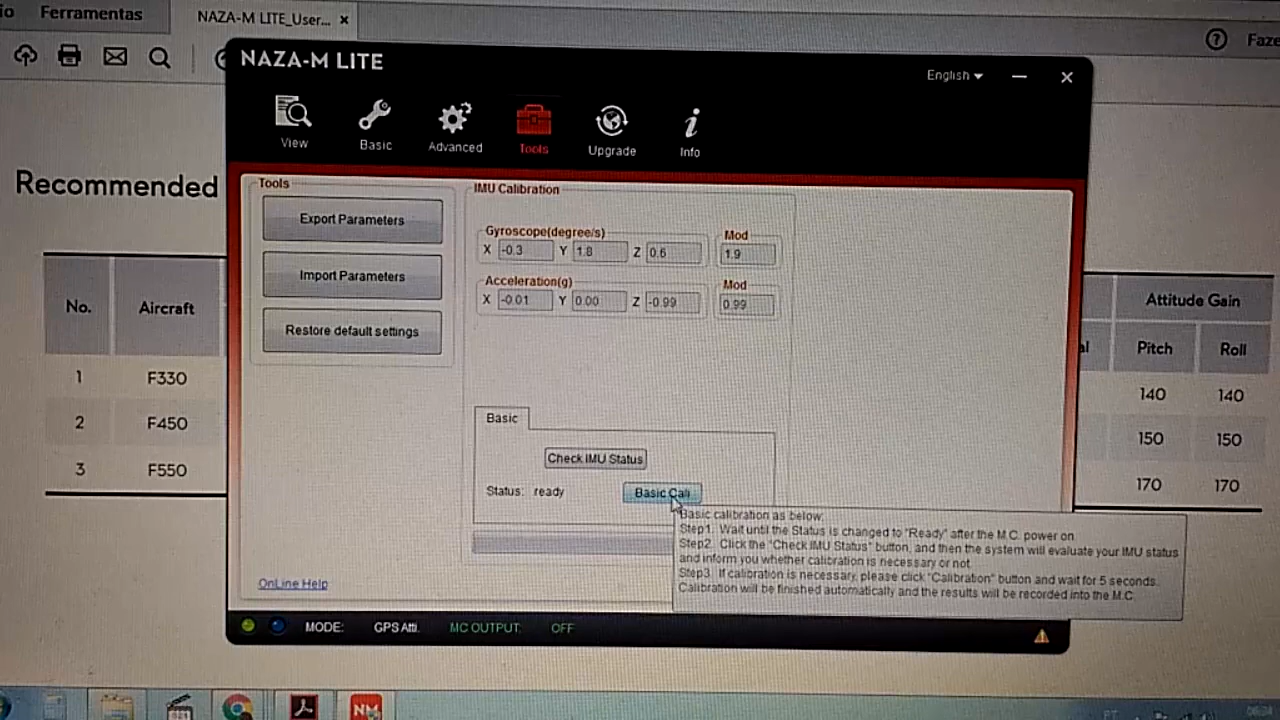 Ferramentas
NAZA-M LITE_User... ×
Faze
NAZA-M LITE
English
View
Basic
Advanced
Tools
Upgrade
Info
Recommended
Tools
Export Parameters
Import Parameters
Restore default settings
IMU Calibration
Gyroscope(degree/s)
X -0.3 Y 1.8 Z 0.6
Mod
1.9
Acceleration(g)
X -0.01 Y 0.00 Z -0.99
Mod
0.99
No. Aircraft
Attitude Gain
Pitch Roll
1 F330 140 140
2 F450 150 150
3 F550 170 170
Basic
Check IMU Status
Status: ready
Basic Cali
Basic calibration as below:
Step1. Wait until the Status is changed to "Ready" after the M.C. power on.
Step2. Click the "Check IMU Status" button, and then the system will evaluate your IMU status
and inform you whether calibration is necessary or not.
Step3. If calibration is necessary, please click "Calibration" button and wait for 5 seconds.
Calibration will be finished automatically and the results will be recorded into the M.C.
OnLine Help
MODE: GPS Atti. MC OUTPUT: OFF
NM